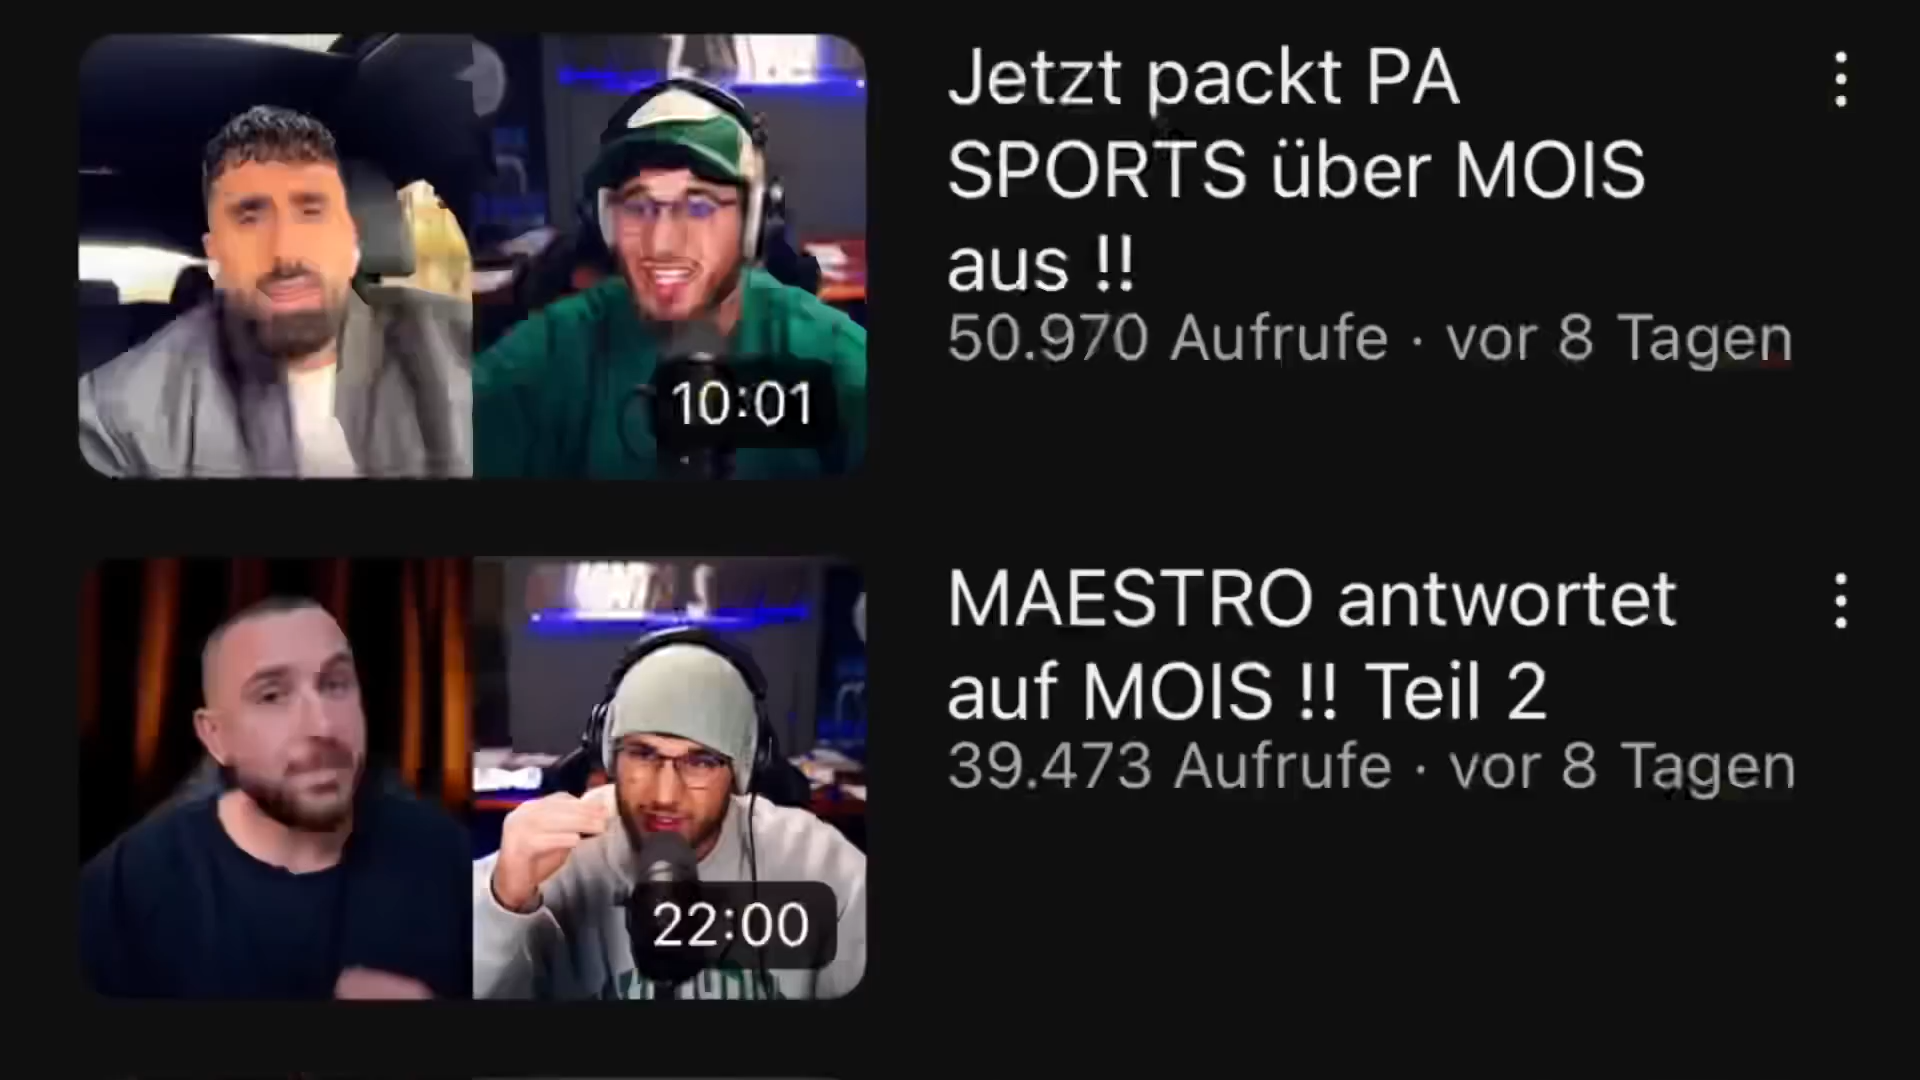 Jetzt packt PA
SPORTS über MOIS
aus !!
50.970 Aufrufe · vor 8 Tagen
10:01
MAESTRO antwortet
auf MOIS !! Teil 2
39.473 Aufrufe · vor 8 Tagen
22:00